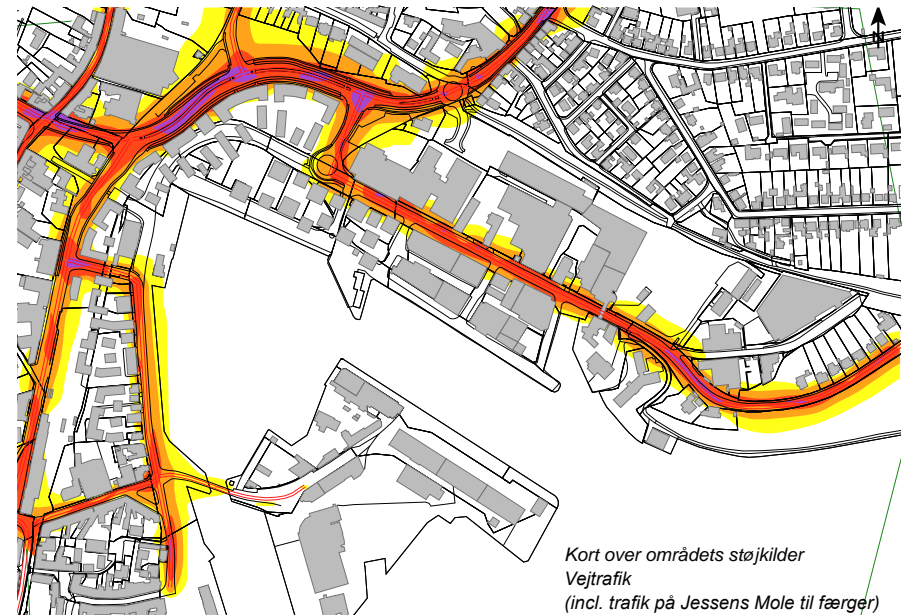 N
Kort over områdets støjkilder
Vejtrafik
(incl. trafik på Jessens Mole til færger)